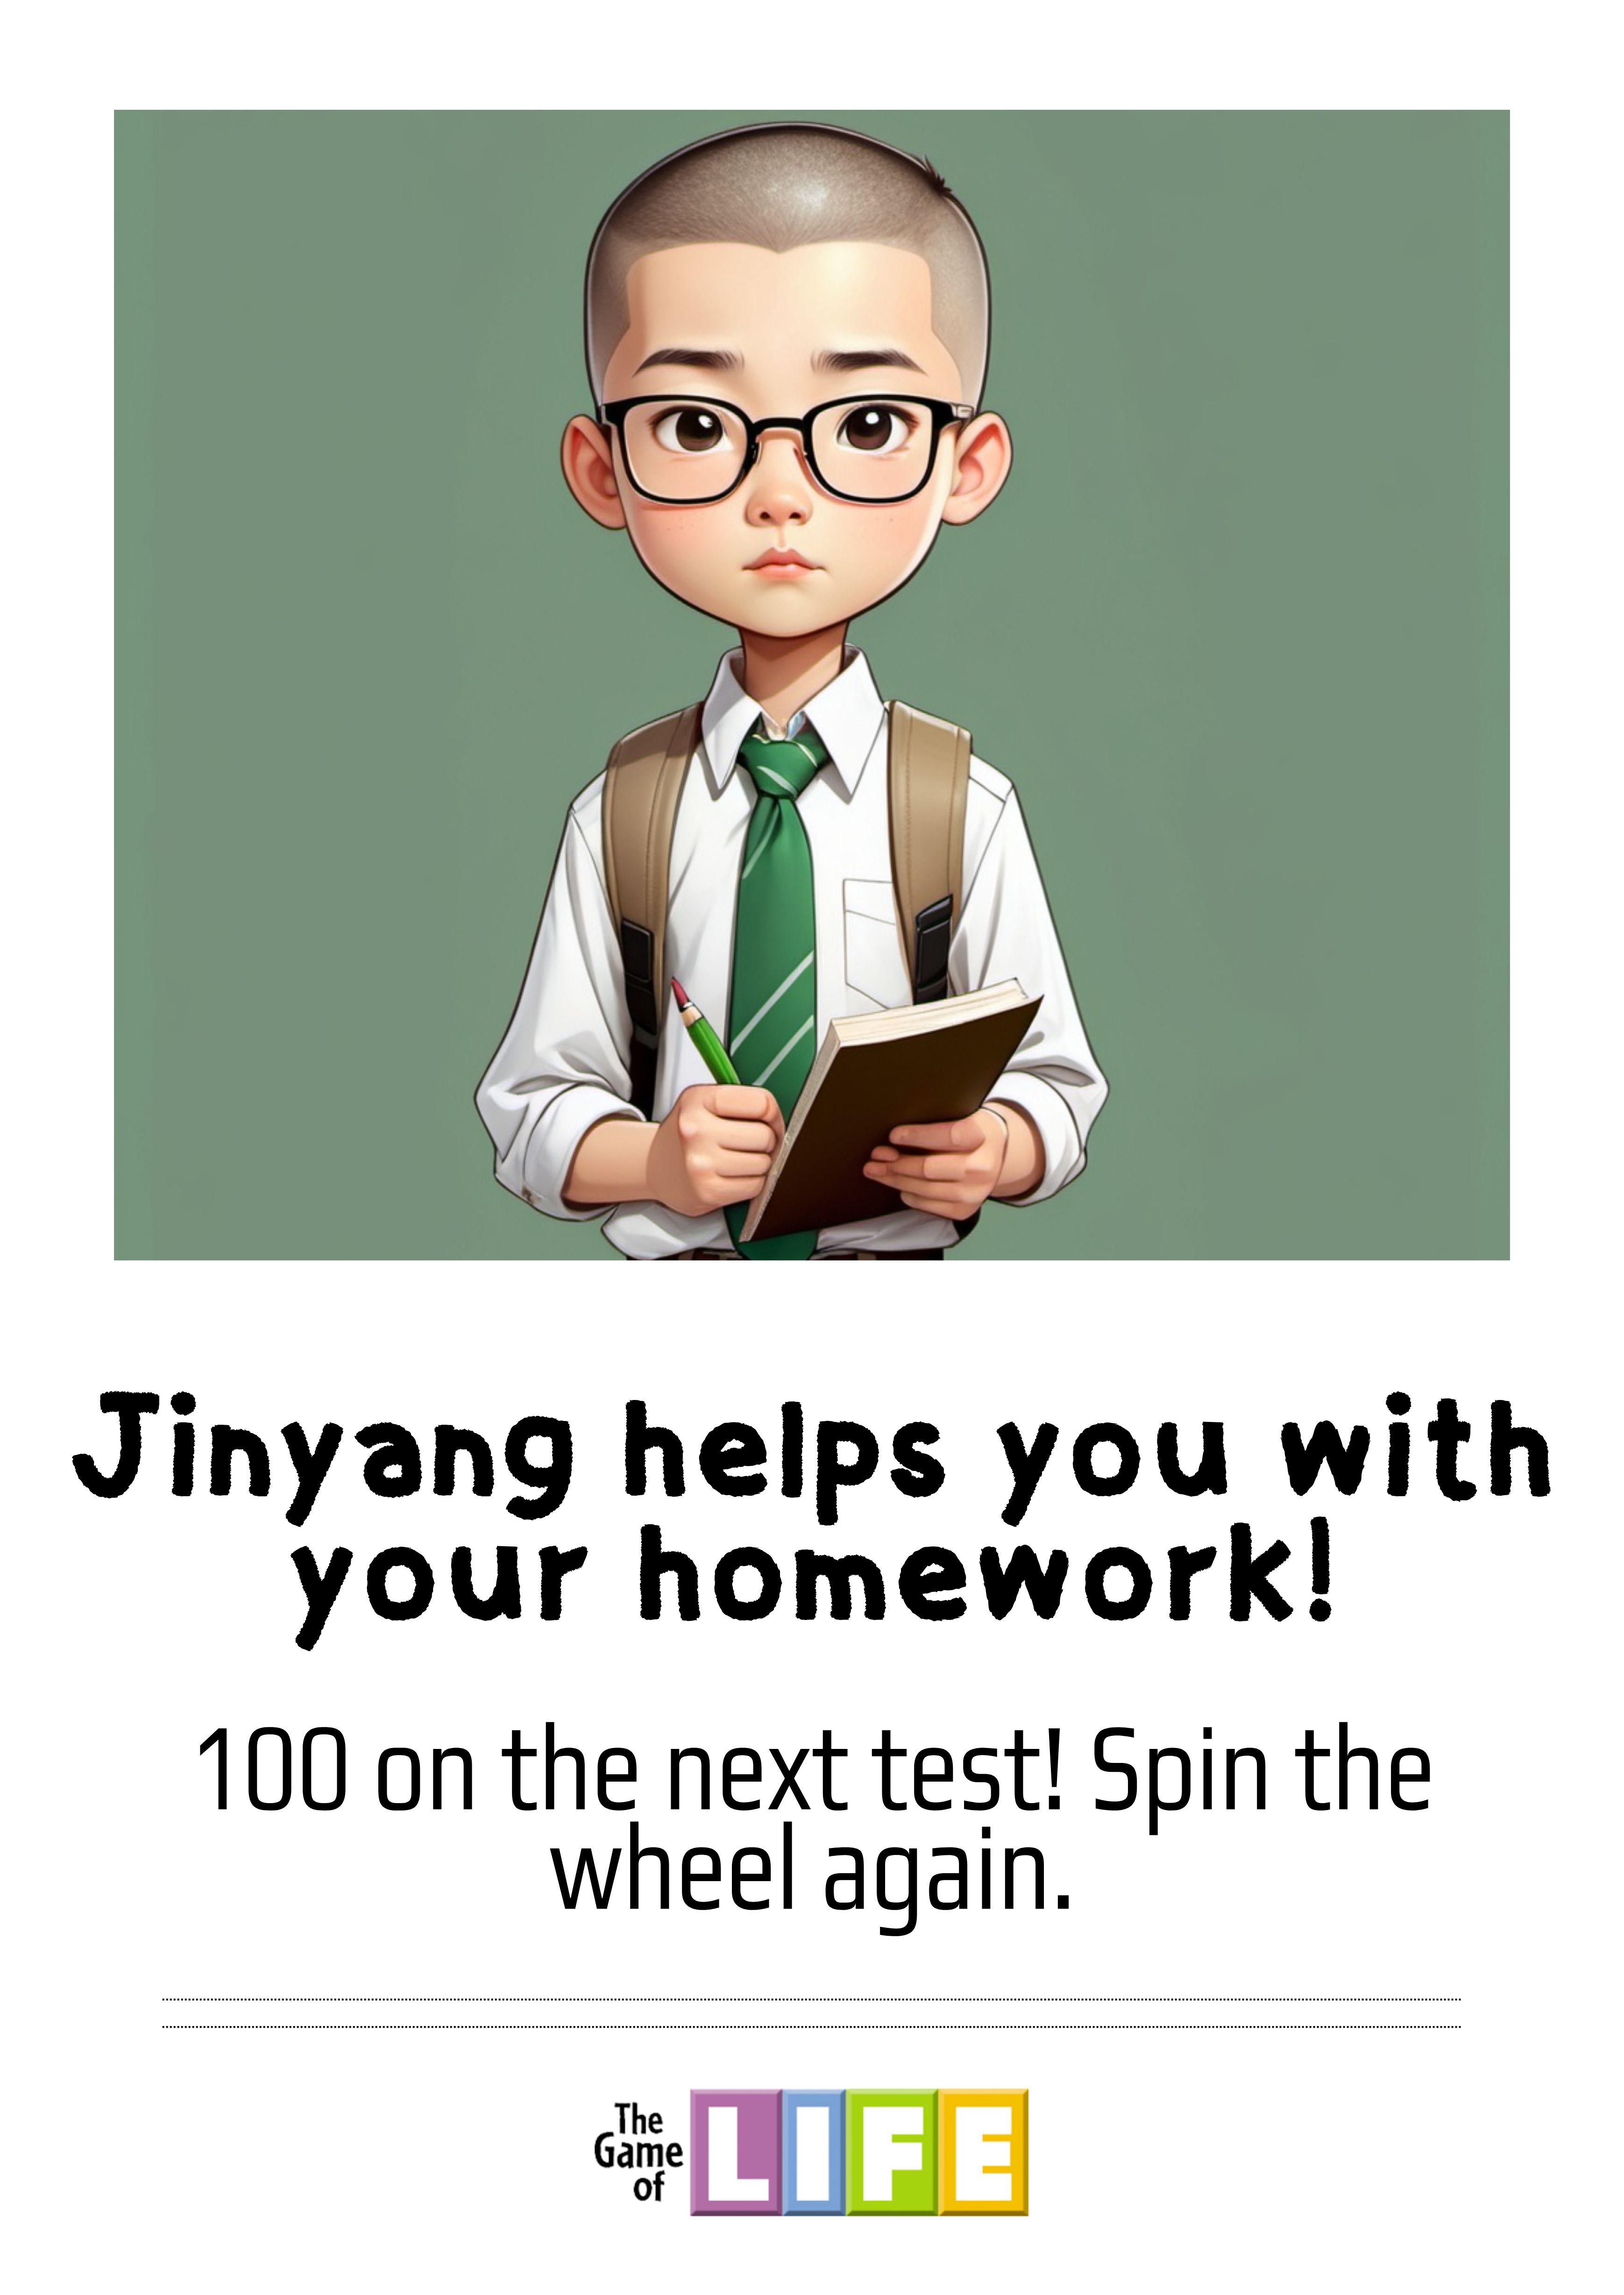 Jinyang helps you with
your homework!
100 on the next test! Spin the
wheel again.
The
Game
of
LIFE